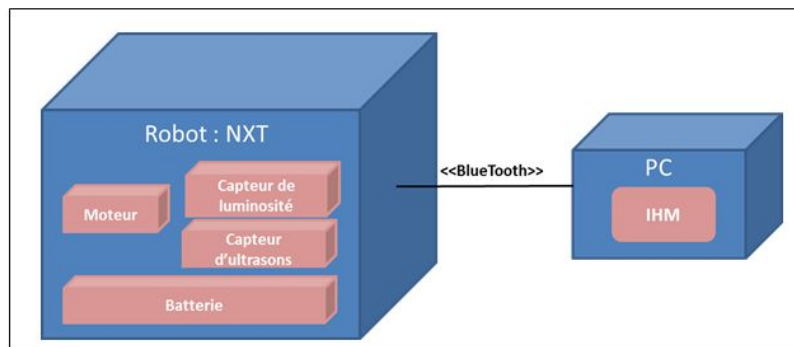 Robot : NXT
Moteur
Capteur de
luminosité
Capteur
d'ultrasons
Batterie
<<BlueTooth>>
PC
IHM